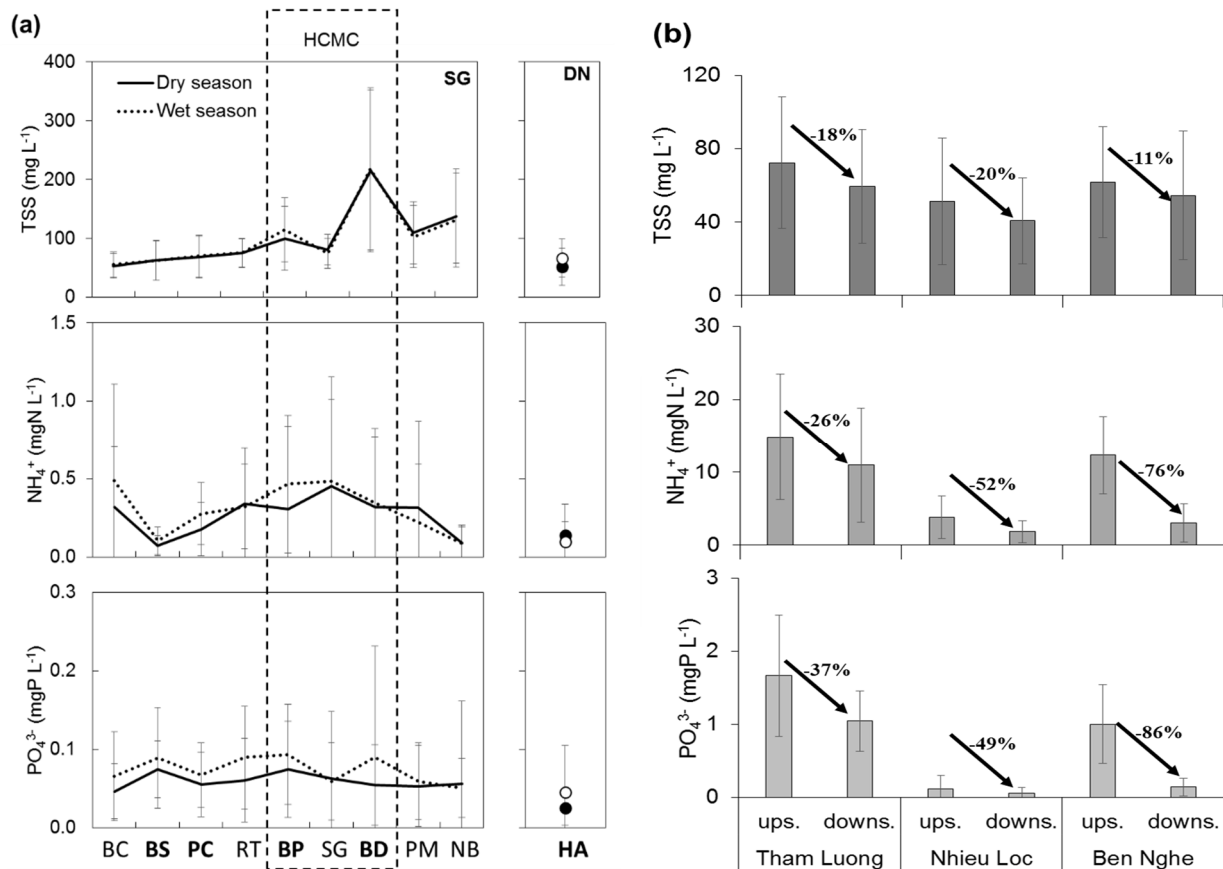 (a)
HCMC
SG
DN
Dry season
Wet season
TSS (mg L-1)
400
300
200
100
0
NH4+ (mgN L-1)
1.5
1.0
0.5
0.0
PO43- (mgP L-1)
0.3
0.2
0.1
0.0
BC BS PC RT BP SG BD PM NB HA
(b)
TSS (mg L-1)
120
80
40
0
-18%
-20%
-11%
NH4+ (mgN L-1)
30
20
10
0
-26%
-52%
-76%
PO43- (mgP L-1)
3
2
1
0
-37%
-49%
-86%
ups. downs. ups. downs. ups. downs.
Tham Luong Nhieu Loc Ben Nghe